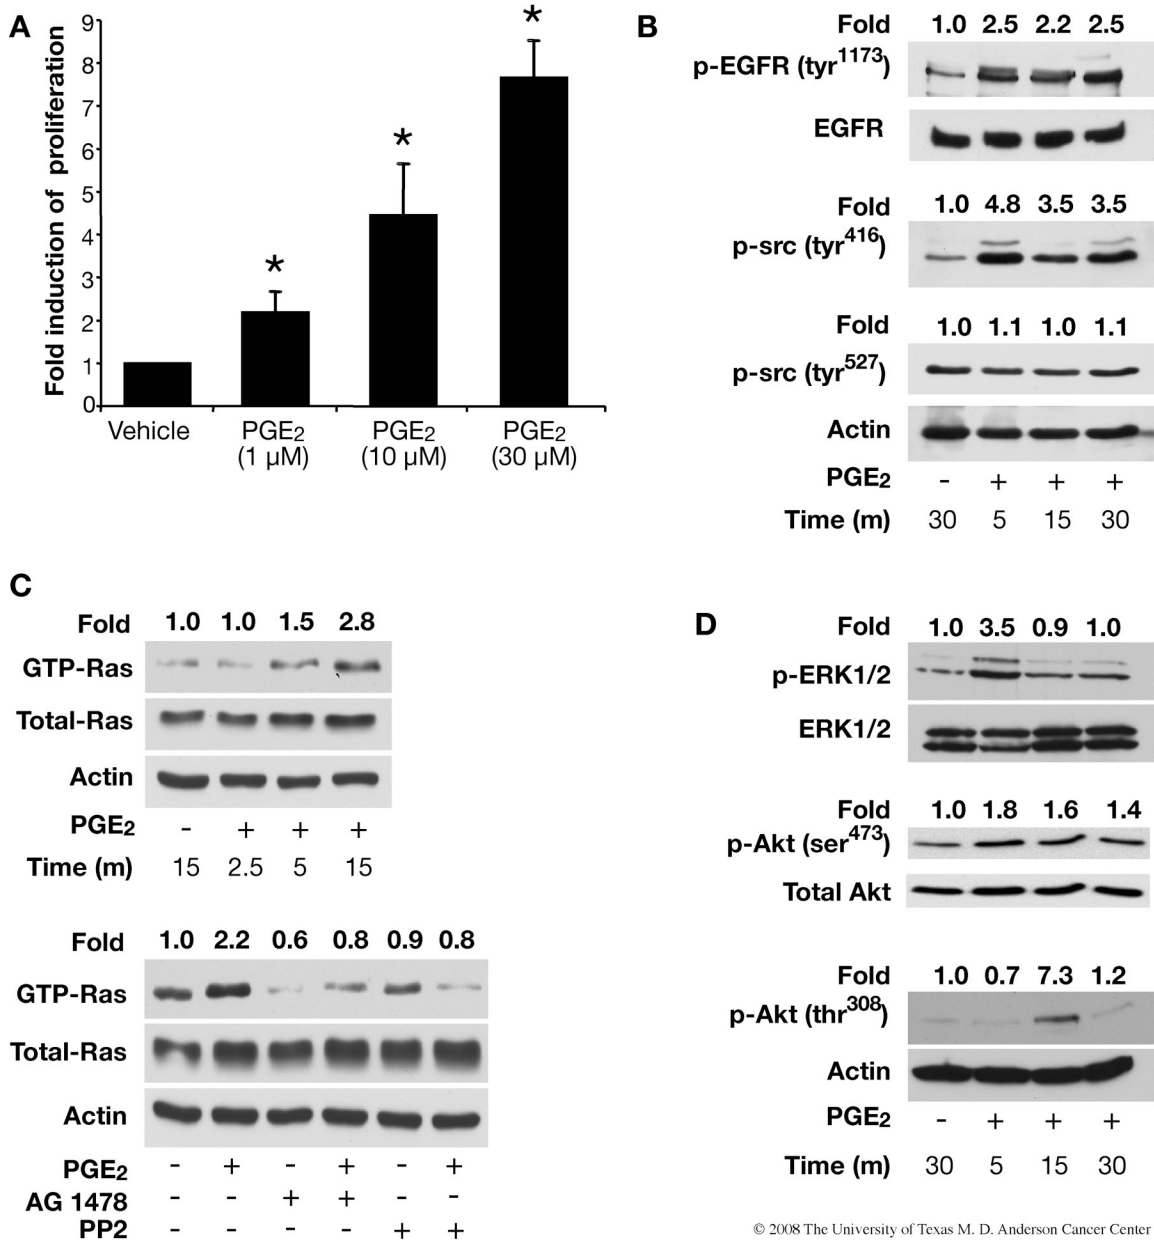 A
Fold induction of proliferation
9
8
7
6
5
4
3
2
1
0
*
*
*
Vehicle
PGE2 (1 µM)
PGE2 (10 µM)
PGE2 (30 µM)
B
Fold 1.0 2.5 2.2 2.5
p-EGFR (tyr1173)
EGFR
Fold 1.0 4.8 3.5 3.5
p-src (tyr416)
Fold 1.0 1.1 1.0 1.1
p-src (tyr527)
Actin
PGE2 - + + +
Time (m) 30 5 15 30
C
Fold 1.0 1.0 1.5 2.8
GTP-Ras
Total-Ras
Actin
PGE2 - + + +
Time (m) 15 2.5 5 15
Fold 1.0 2.2 0.6 0.8 0.9 0.8
GTP-Ras
Total-Ras
Actin
PGE2 - + - + - +
AG 1478 - - + + - -
PP2 - - - - + +
D
Fold 1.0 3.5 0.9 1.0
p-ERK1/2
ERK1/2
Fold 1.0 1.8 1.6 1.4
p-Akt (ser473)
Total Akt
Fold 1.0 0.7 7.3 1.2
p-Akt (thr308)
Actin
PGE2 - + + +
Time (m) 30 5 15 30
© 2008 The University of Texas M. D. Anderson Cancer Center